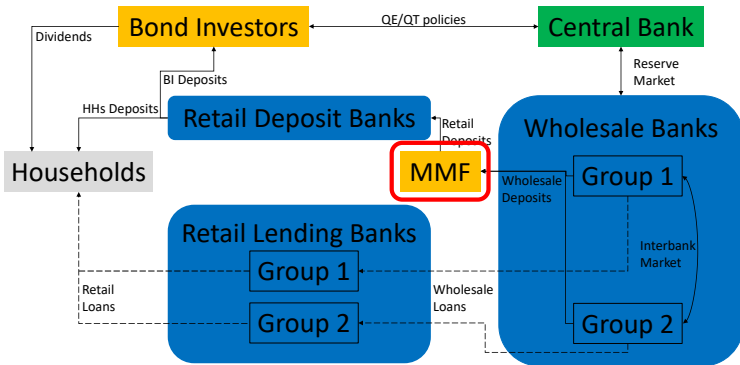 Bond Investors
QE/QT policies
Central Bank
Dividends
BI Deposits
Reserve
Market
HHs Deposits
Retail Deposit Banks
Retail
Deposits
Wholesale Banks
Households
MMF
Wholesale
Deposits
Group 1
Retail Lending Banks
Group 1
Interbank
Market
Retail
Loans
Wholesale
Loans
Group 2
Group 2